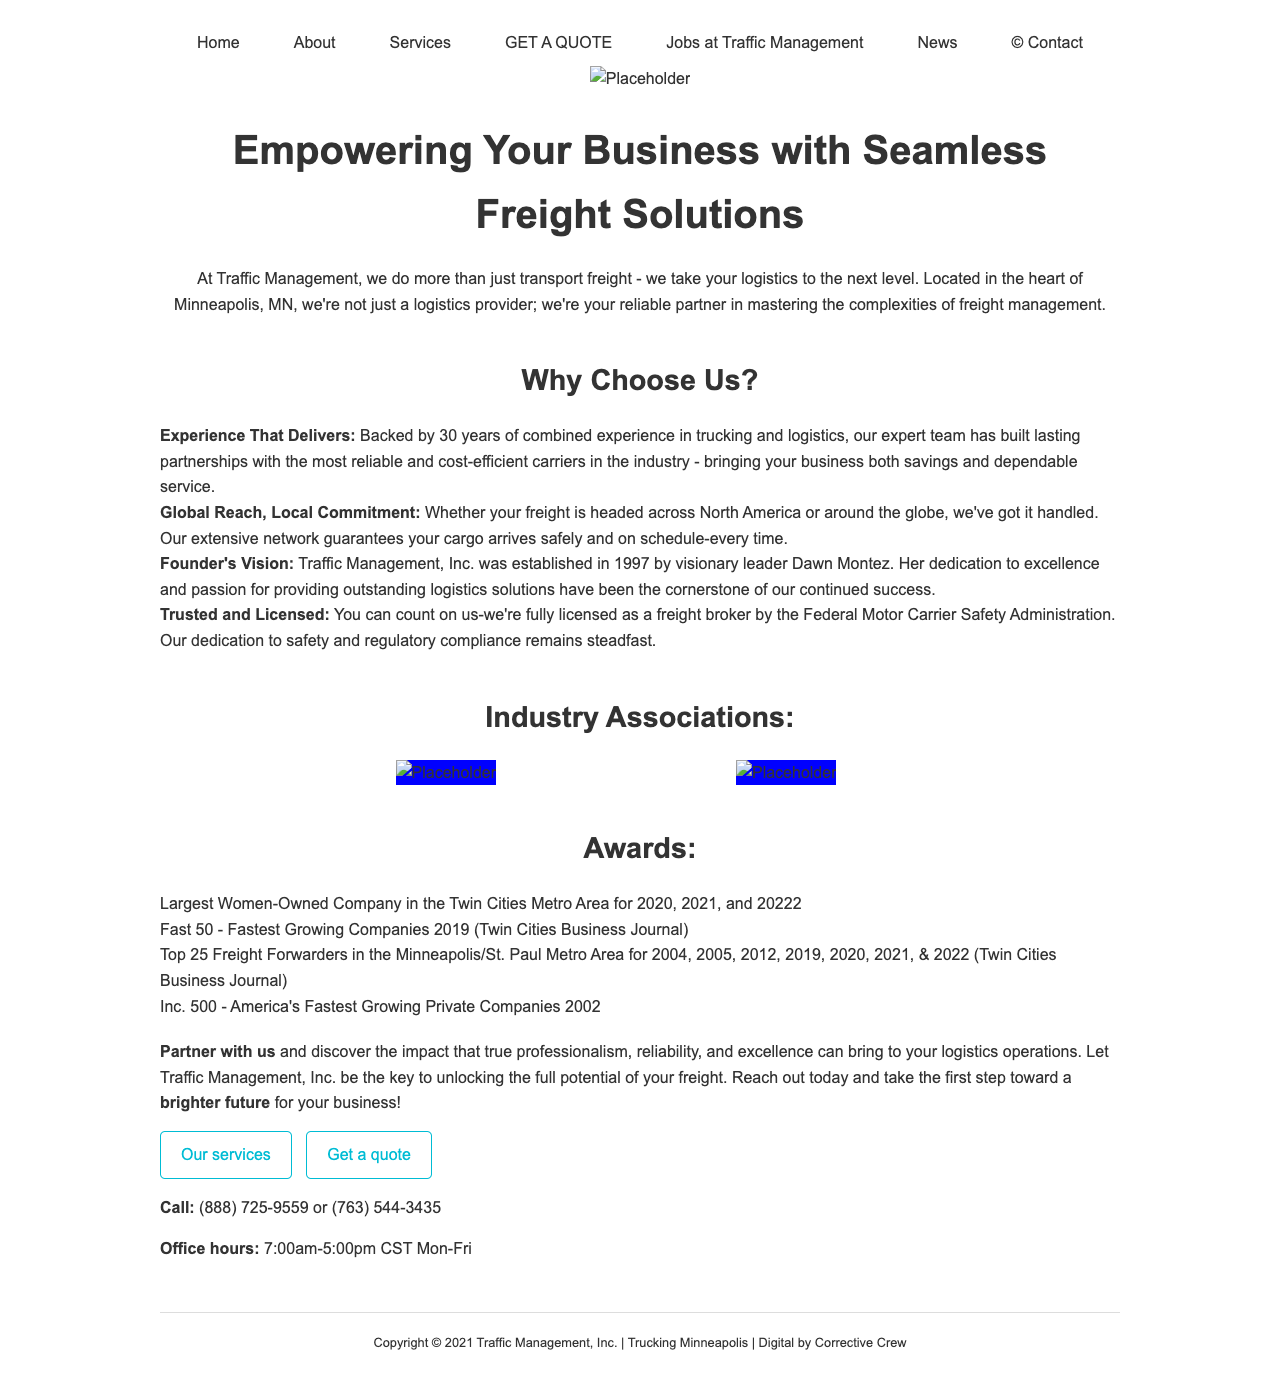 Home About Services GET A QUOTE Jobs at Traffic Management News © Contact
Placeholder
Empowering Your Business with Seamless
Freight Solutions
At Traffic Management, we do more than just transport freight - we take your logistics to the next level. Located in the heart of
Minneapolis, MN, we're not just a logistics provider; we're your reliable partner in mastering the complexities of freight management.
Why Choose Us?
Experience That Delivers: Backed by 30 years of combined experience in trucking and logistics, our expert team has built lasting
partnerships with the most reliable and cost-efficient carriers in the industry - bringing your business both savings and dependable
service.
Global Reach, Local Commitment: Whether your freight is headed across North America or around the globe, we've got it handled.
Our extensive network guarantees your cargo arrives safely and on schedule-every time.
Founder's Vision: Traffic Management, Inc. was established in 1997 by visionary leader Dawn Montez. Her dedication to excellence
and passion for providing outstanding logistics solutions have been the cornerstone of our continued success.
Trusted and Licensed: You can count on us-we're fully licensed as a freight broker by the Federal Motor Carrier Safety Administration.
Our dedication to safety and regulatory compliance remains steadfast.
Industry Associations:
Placeholder Placeholder
Awards:
Largest Women-Owned Company in the Twin Cities Metro Area for 2020, 2021, and 20222
Fast 50 - Fastest Growing Companies 2019 (Twin Cities Business Journal)
Top 25 Freight Forwarders in the Minneapolis/St. Paul Metro Area for 2004, 2005, 2012, 2019, 2020, 2021, & 2022 (Twin Cities
Business Journal)
Inc. 500 - America's Fastest Growing Private Companies 2002
Partner with us and discover the impact that true professionalism, reliability, and excellence can bring to your logistics operations. Let
Traffic Management, Inc. be the key to unlocking the full potential of your freight. Reach out today and take the first step toward a
brighter future for your business!
Our services Get a quote
Call: (888) 725-9559 or (763) 544-3435
Office hours: 7:00am-5:00pm CST Mon-Fri
Copyright © 2021 Traffic Management, Inc. | Trucking Minneapolis | Digital by Corrective Crew